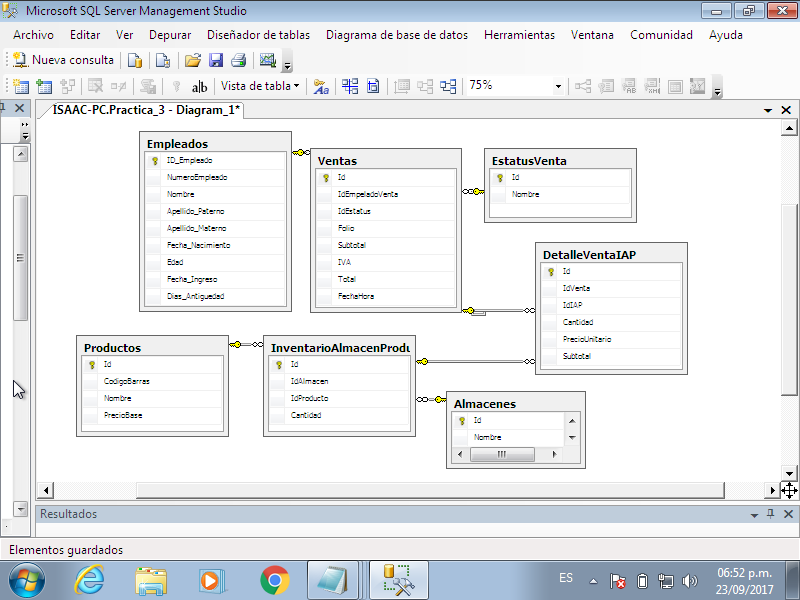 Microsoft SQL Server Management Studio
Archivo Editar Ver Depurar Diseñador de tablas Diagrama de base de datos Herramientas Ventana Comunidad Ayuda
Nueva consulta
ab Vista de tabla 75%
ISAAC-PC.Practica_3 - Diagram_1*
Empleados
ID_Empleado
NumeroEmpleado
Nombre
Apellido_Paterno
Apellido_Materno
Fecha_Nacimiento
Edad
Fecha_Ingreso
Dias_Antiguedad
Ventas
Id
IdEmpeladoVenta
IdEstatus
Folio
Subtotal
IVA
Total
FechaHora
EstatusVenta
Id
Nombre
DetalleVentaIAP
Id
IdVenta
IdIAP
Cantidad
PrecioUnitario
Subtotal
Productos
Id
CodigoBarras
Nombre
PrecioBase
InventarioAlmacenProdu
Id
IdAlmacen
IdProducto
Cantidad
Almacenes
Id
Nombre
Resultados
Elementos guardados
ES
06:52 p.m.
23/09/2017